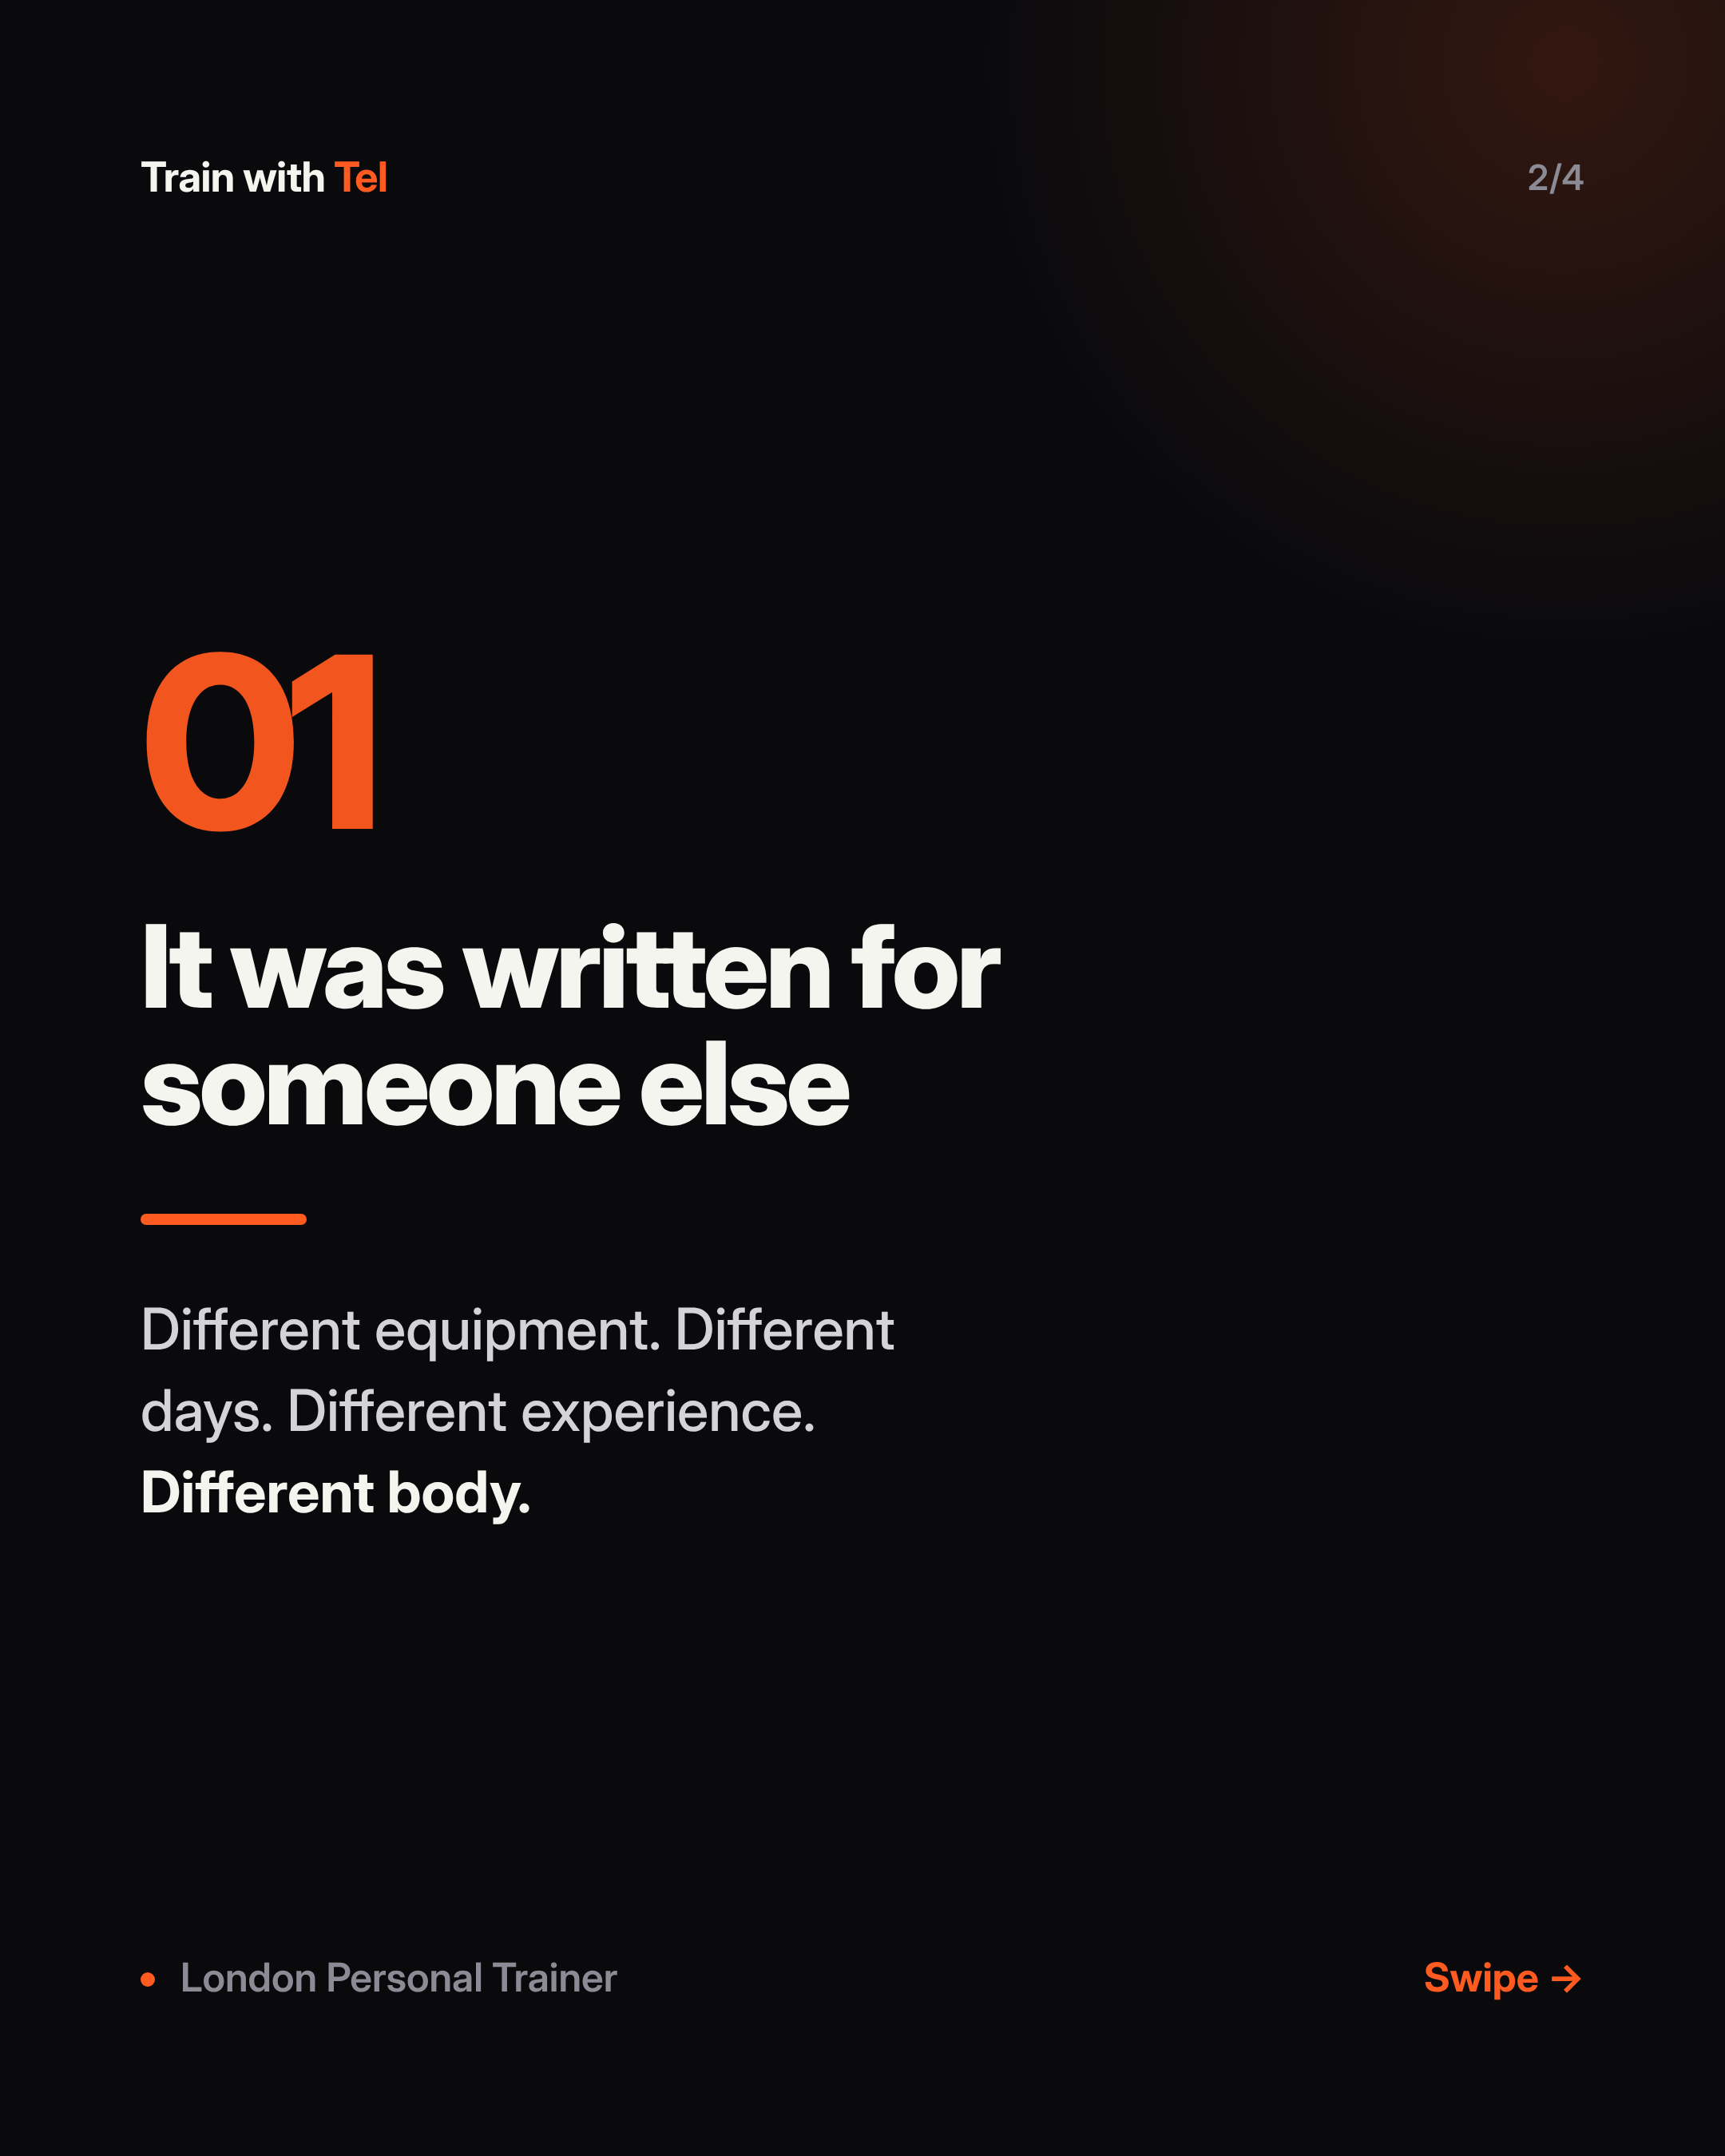 Train with Tel
2/4
01
It was written for
someone else
Different equipment. Different
days. Different experience.
Different body.
London Personal Trainer
Swipe →